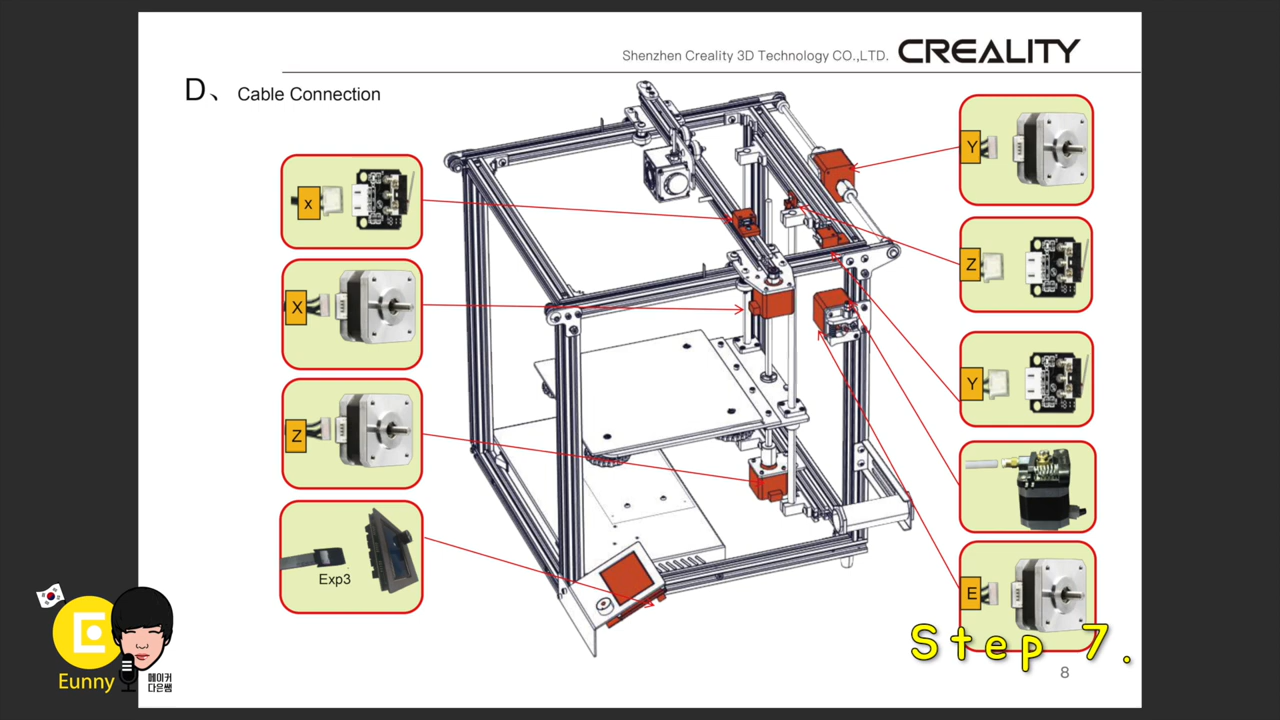 Shenzhen Creality 3D Technology CO.,LTD. CREALITY
D、 Cable Connection
x
X
Z
Exp3
Y
Z
Y
E
Step 7.
8
Eunny
메이커
다은쌤